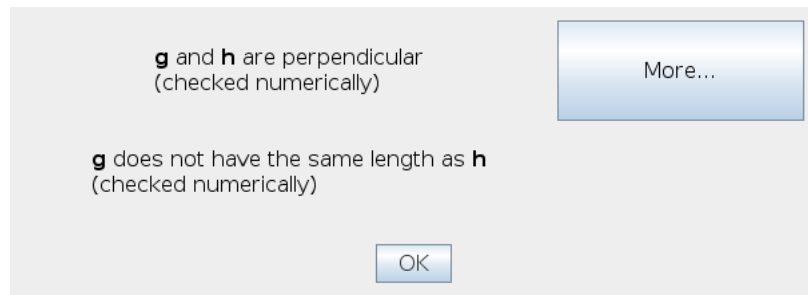 g and h are perpendicular
(checked numerically)
More...
g does not have the same length as h
(checked numerically)
OK